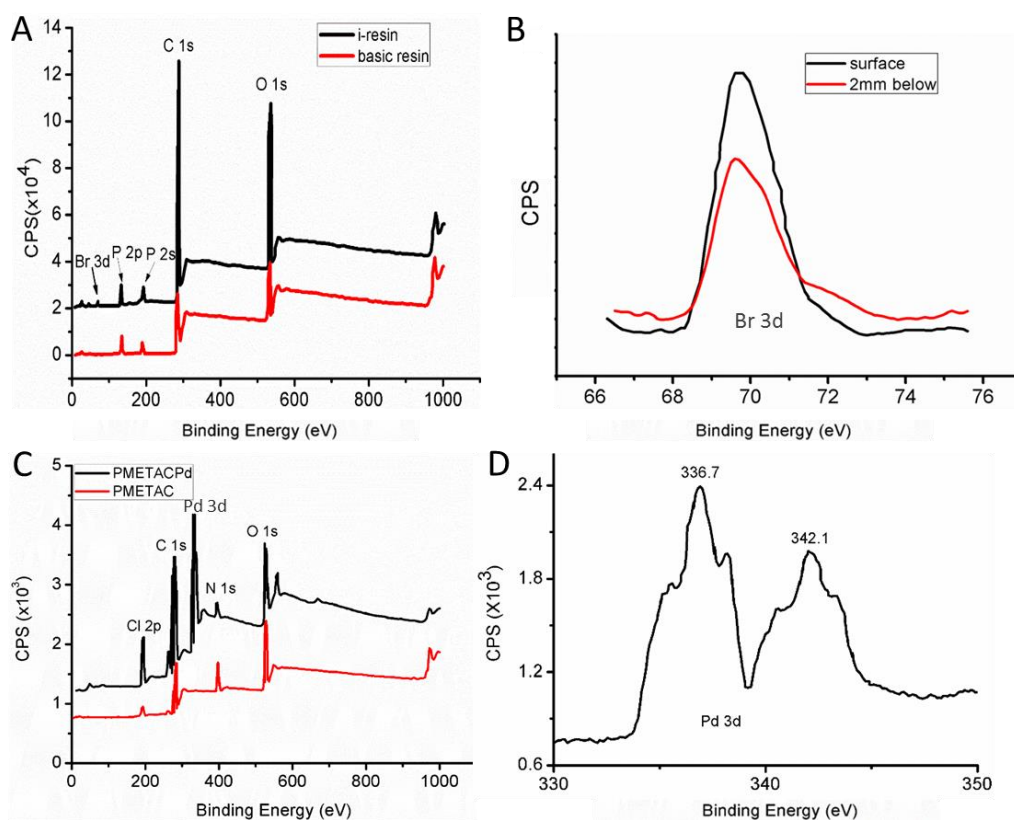 A
i-resin
basic resin
C 1s
O 1s
Br 3d
P 2p
P 2s
CPS(x10⁴)
14
12
10
8
6
4
2
0
0 200 400 600 800 1000
Binding Energy (eV)
B
surface
2mm below
CPS
Br 3d
66 68 70 72 74 76
Binding Energy (eV)
C
PMETACPd
PMETAC
Pd 3d
C 1s
O 1s
N 1s
Cl 2p
CPS (x10³)
5
4
3
2
1
0
0 200 400 600 800 1000
Binding Energy (eV)
D
336.7
342.1
CPS (X10³)
2.4
1.8
1.2
0.6
Pd 3d
330 340 350
Binding Energy (eV)